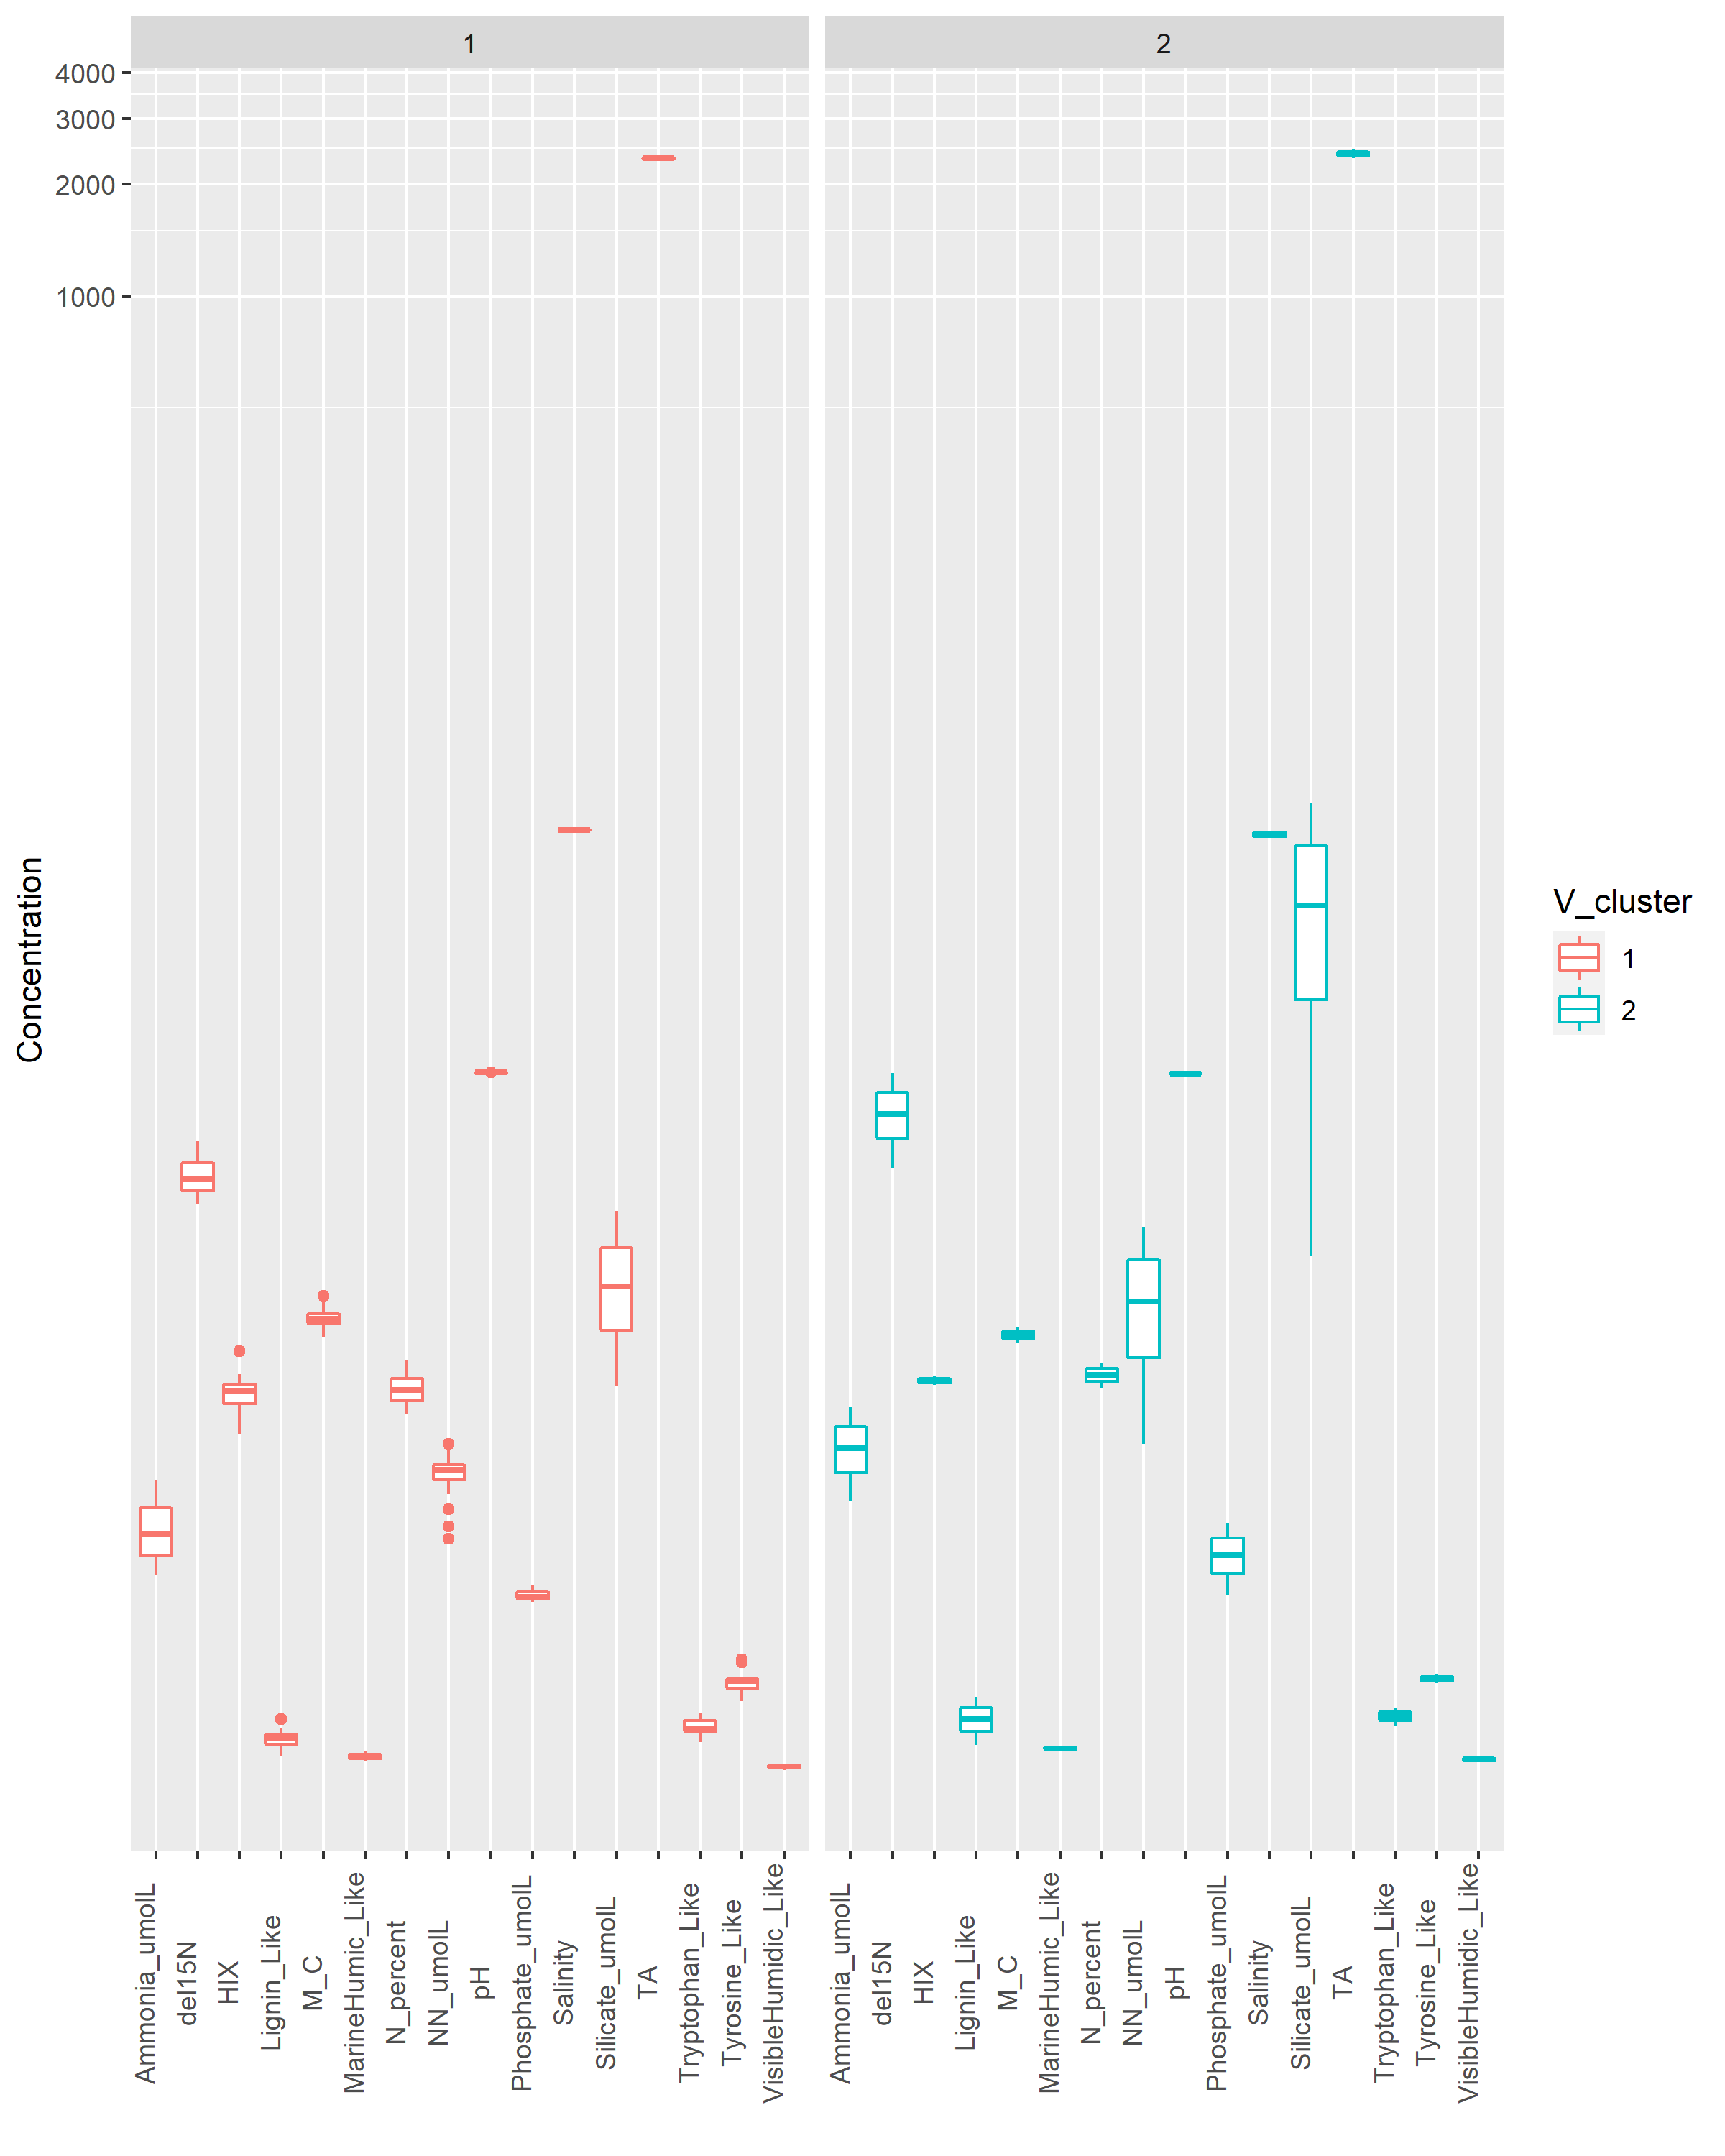 1
2
4000
3000
2000
1000
Concentration
V_cluster
1
2
Ammonia_umolL
del15N
HIX
Lignin_Like
M_C
MarineHumic_Like
N_percent
NN_umolL
pH
Phosphate_umolL
Salinity
Silicate_umolL
TA
Tryptophan_Like
Tyrosine_Like
VisibleHumidic_Like
Ammonia_umolL
del15N
HIX
Lignin_Like
M_C
MarineHumic_Like
N_percent
NN_umolL
pH
Phosphate_umolL
Salinity
Silicate_umolL
TA
Tryptophan_Like
Tyrosine_Like
VisibleHumidic_Like